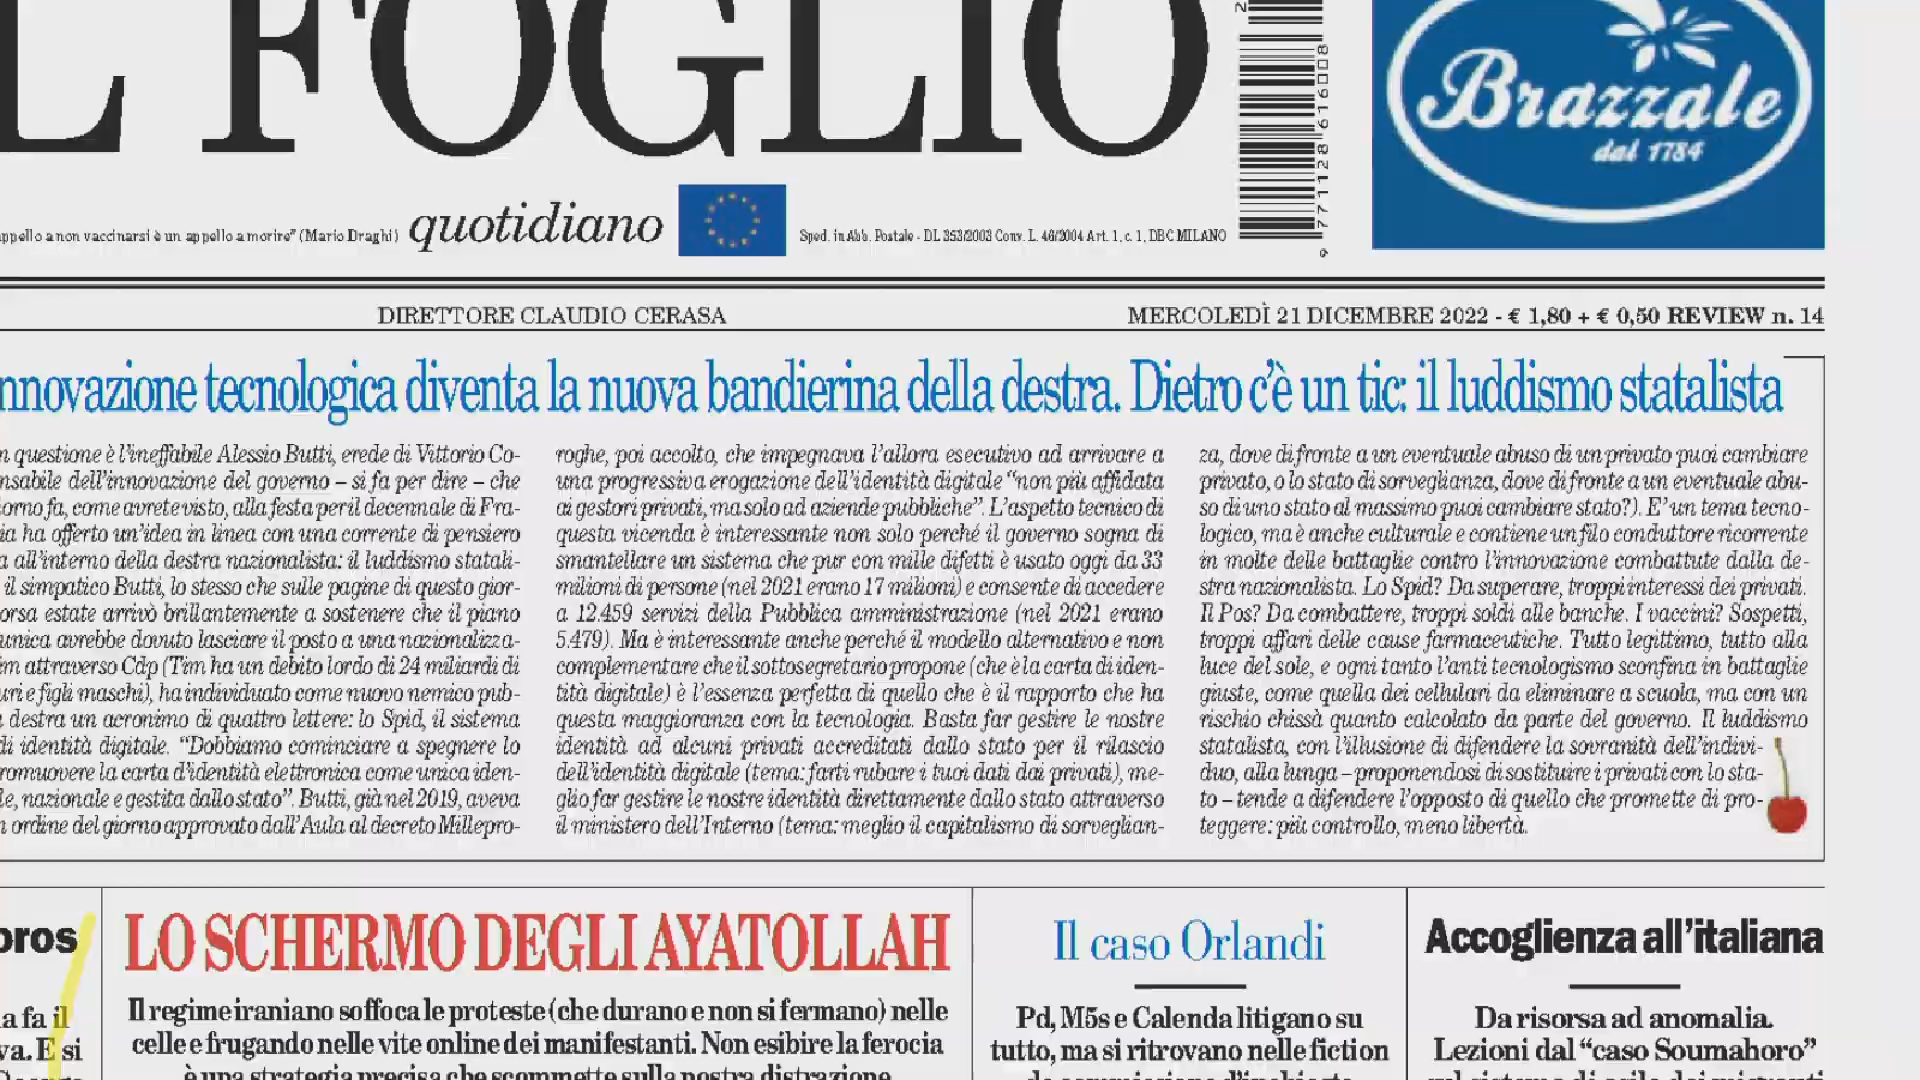 L FOGLIO
Brazzale
dal 1784
9 771128 616008
2
appello a non vaccinarsi è un appello a morire” (Mario Draghi)
quotidiano
Sped. in Abb. Postale - DL 353/2003 Conv. L. 46/2004 Art. 1, c. 1, DBC MILANO
DIRETTORE CLAUDIO CERASA
MERCOLEDÌ 21 DICEMBRE 2022 - € 1,80 + € 0,50 REVIEW n. 14
nnovazione tecnologica diventa la nuova bandierina della destra. Dietro c’è un tic: il luddismo statalista
n questione è l’ineffabile Alessio Butti, erede di Vittorio Co-
nsabile dell’innovazione del governo – si fa per dire – che
orno fa, come avrete visto, alla festa per il decennale di Fra-
ia ha offerto un’idea in linea con una corrente di pensiero
a all’interno della destra nazionalista: il luddismo statali-
il simpatico Butti, lo stesso che sulle pagine di questo gior-
orsa estate arrivò brillantemente a sostenere che il piano
unica avrebbe dovuto lasciare il posto a una nazionalizza-
im attraverso Cdp (Tim ha un debito lordo di 24 miliardi di
uri e figli maschi), ha individuato come nuovo nemico pub-
destra un acronimo di quattro lettere: lo Spid, il sistema
di identità digitale. “Dobbiamo cominciare a spegnere lo
romuovere la carta d’identità elettronica come unica iden-
le, nazionale e gestita dallo stato”. Butti, già nel 2019, aveva
n ordine del giorno approvato dall’Aula al decreto Millepro-
roghe, poi accolto, che impegnava l’allora esecutivo ad arrivare a
una progressiva erogazione dell’identità digitale “non più affidata
ai gestori privati, ma solo ad aziende pubbliche”. L’aspetto tecnico di
questa vicenda è interessante non solo perché il governo sogna di
smantellare un sistema che pur con mille difetti è usato oggi da 33
milioni di persone (nel 2021 erano 17 milioni) e consente di accedere
a 12.459 servizi della Pubblica amministrazione (nel 2021 erano
5.479). Ma è interessante anche perché il modello alternativo e non
complementare che il sottosegretario propone (che è la carta di iden-
tità digitale) è l’essenza perfetta di quello che è il rapporto che ha
questa maggioranza con la tecnologia. Basta far gestire le nostre
identità ad alcuni privati accreditati dallo stato per il rilascio
dell’identità digitale (tema: farti rubare i tuoi dati dai privati), me-
glio far gestire le nostre identità direttamente dallo stato attraverso
il ministero dell’Interno (tema: meglio il capitalismo di sorveglian-
za, dove di fronte a un eventuale abuso di un privato puoi cambiare
privato, o lo stato di sorveglianza, dove di fronte a un eventuale abu-
so di uno stato al massimo puoi cambiare stato?). E’ un tema tecno-
logico, ma è anche culturale e contiene un filo conduttore ricorrente
in molte delle battaglie contro l’innovazione combattute dalla de-
stra nazionalista. Lo Spid? Da superare, troppi interessi dei privati.
Il Pos? Da combattere, troppi soldi alle banche. I vaccini? Sospetti,
troppi affari delle cause farmaceutiche. Tutto legittimo, tutto alla
luce del sole, e ogni tanto l’anti tecnologismo sconfina in battaglie
giuste, come quella dei cellulari da eliminare a scuola, ma con un
rischio chissà quanto calcolato da parte del governo. Il luddismo
statalista, con l’illusione di difendere la sovranità dell’indivi-
duo, alla lunga – proponendosi di sostituire i privati con lo sta-
to – tende a difendere l’opposto di quello che promette di pro-
teggere: più controllo, meno libertà.
oros
a fa il
va. E si
LO SCHERMO DEGLI AYATOLLAH
Il regime iraniano soffoca le proteste (che durano e non si fermano) nelle
celle e frugando nelle vite online dei manifestanti. Non esibire la ferocia
è una strategia precisa che scommette sulla nostra distrazione
Il caso Orlandi
Pd, M5s e Calenda litigano su
tutto, ma si ritrovano nelle fiction
da commissione d’inchiesta
Accoglienza all’italiana
Da risorsa ad anomalia.
Lezioni dal “caso Soumahoro”
sul sistema di asilo dei migranti